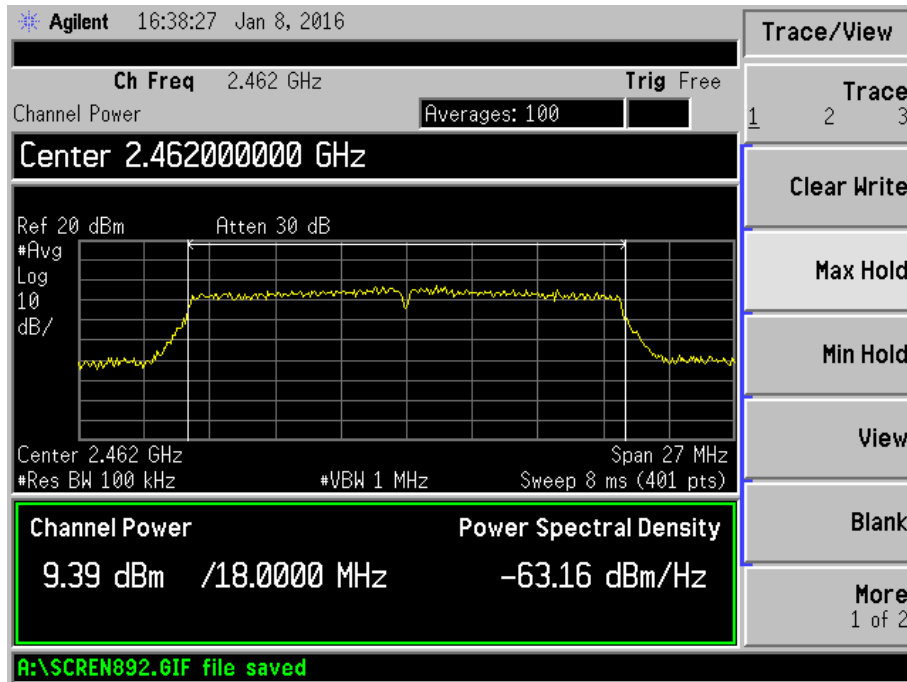 Agilent 16:38:27 Jan 8, 2016
Trace/View
Ch Freq 2.462 GHz Trig Free
Channel Power Averages: 100
Center 2.462000000 GHz
Ref 20 dBm Atten 30 dB
#Avg
Log
10
dB/
Center 2.462 GHz Span 27 MHz
#Res BW 100 kHz #VBW 1 MHz Sweep 8 ms (401 pts)
Channel Power Power Spectral Density
9.39 dBm /18.0000 MHz -63.16 dBm/Hz
A:\SCREN892.GIF file saved
Trace
1 2 3
Clear Write
Max Hold
Min Hold
View
Blank
More
1 of 2